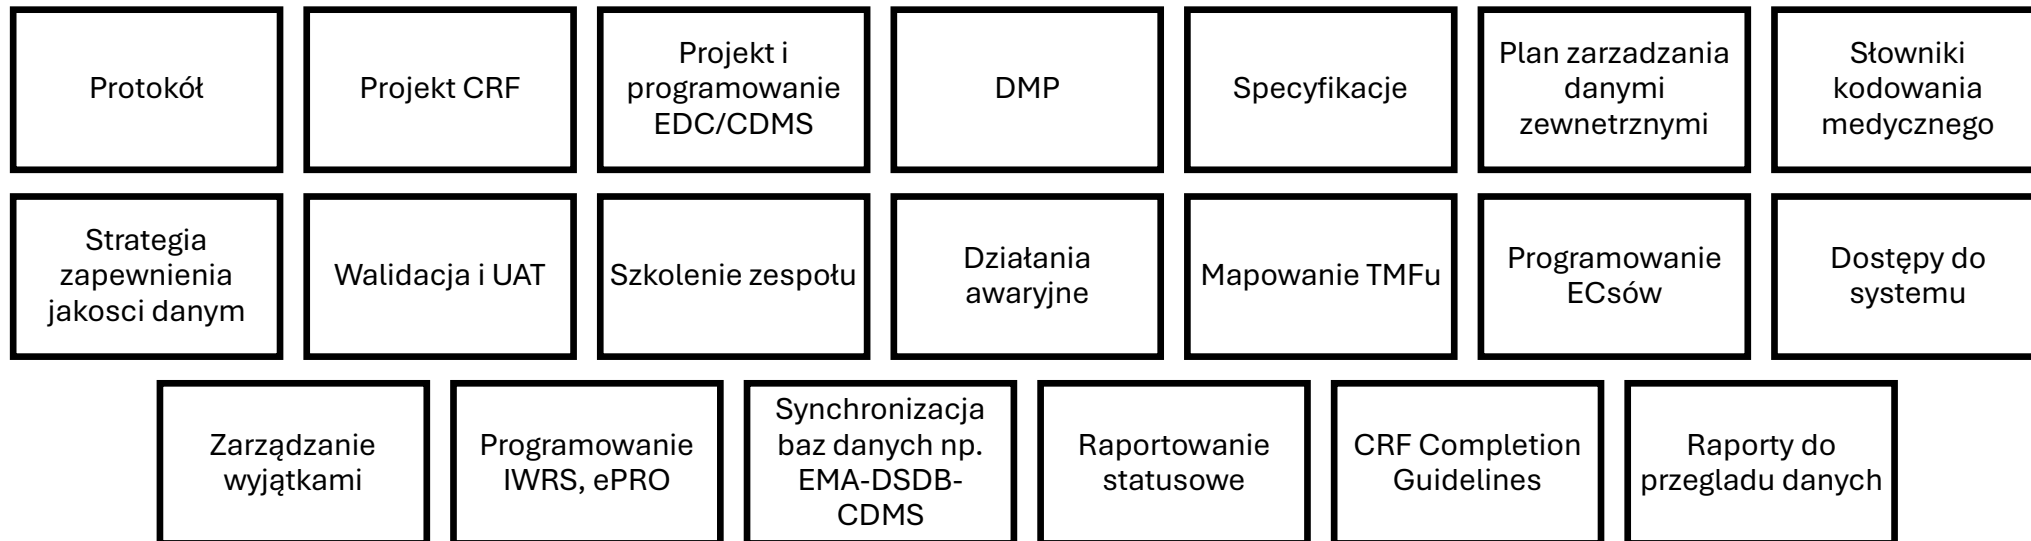 Protokół
Projekt CRF
Projekt i
programowanie
EDC/CDMS
DMP
Specyfikacje
Plan zarzadzania
danymi
zewnetrznymi
Słowniki
kodowania
medycznego
Strategia
zapewnienia
jakosci danym
Walidacja i UAT
Szkolenie zespołu
Działania
awaryjne
Mapowanie TMFu
Programowanie
ECsów
Dostępy do
systemu
Zarządzanie
wyjątkami
Programowanie
IWRS, ePRO
Synchronizacja
baz danych np.
EMA-DSDB-
CDMS
Raportowanie
statusowe
CRF Completion
Guidelines
Raporty do
przegladu danych